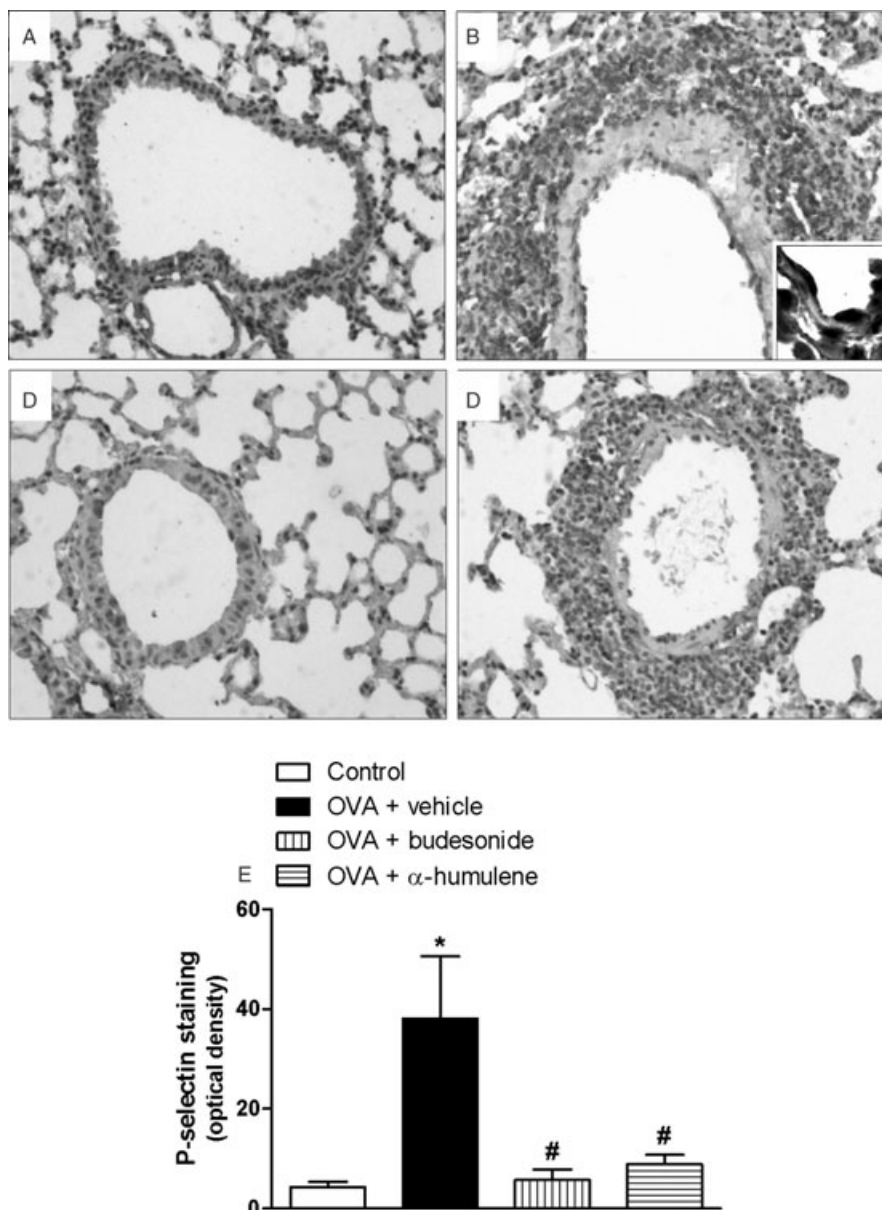 A
B
D
D
Control
OVA + vehicle
OVA + budesonide
OVA + α-humulene
E
P-selectin staining
(optical density)
60
40
20
0
*
#
#